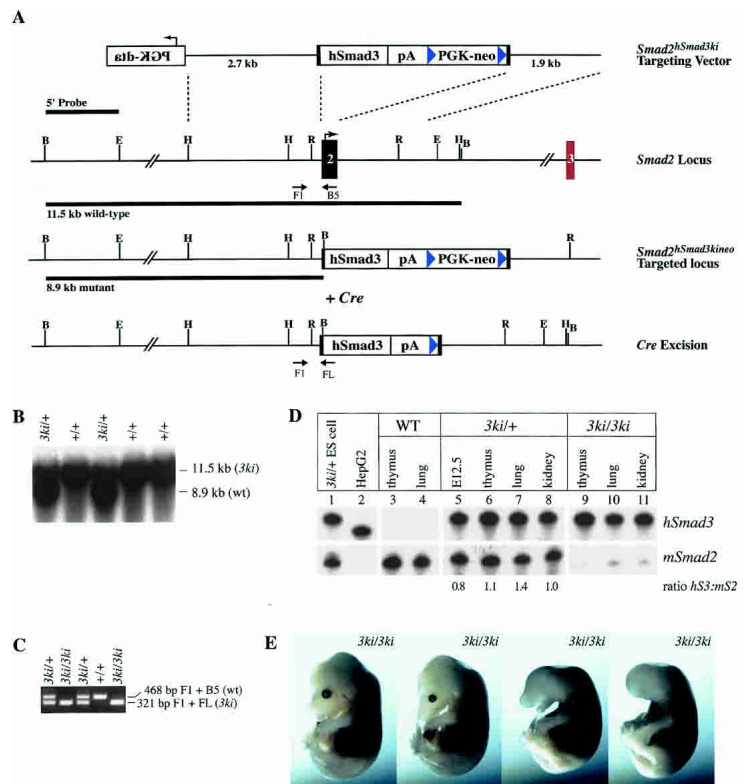 A
PGK-dta
2.7 kb
hSmad3
pA
PGK-neo
1.9 kb
Smad2hSmad3ki
Targeting Vector
5' Probe
B E H H R 2 R E H B 3
Smad2 Locus
F1 B5
11.5 kb wild-type
B E H H R B hSmad3 pA PGK-neo R
Smad2hSmad3kineo
Targeted locus
8.9 kb mutant
+ Cre
B E H H R B hSmad3 pA R E H B
Cre Excision
F1 FL
B
3ki/+ +/+ 3ki/+ +/+ +/+
11.5 kb (3ki)
8.9 kb (wt)
C
3ki/+ 3ki/3ki 3ki/+ +/+ 3ki/3ki
468 bp F1 + B5 (wt)
321 bp F1 + FL (3ki)
D
WT 3ki/+ 3ki/3ki
3ki/+ ES cell HepG2 thymus lung E12.5 thymus lung kidney thymus lung kidney
1 2 3 4 5 6 7 8 9 10 11
hSmad3
mSmad2
0.8 1.1 1.4 1.0 ratio hS3:mS2
E
3ki/3ki 3ki/3ki 3ki/3ki 3ki/3ki